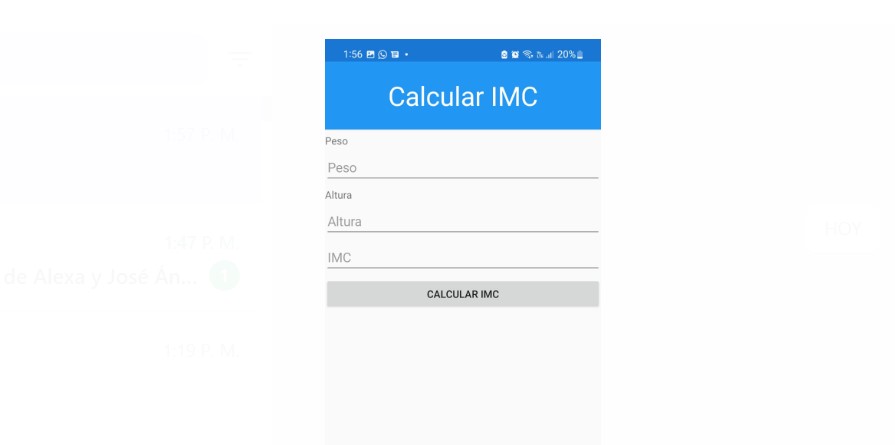 1:56 20%
Calcular IMC
Peso
Peso
Altura
Altura
IMC
CALCULAR IMC
1:57 P. M.
1:47 P. M.
de Alexa y José Án... 1
1:19 P. M.
HOY